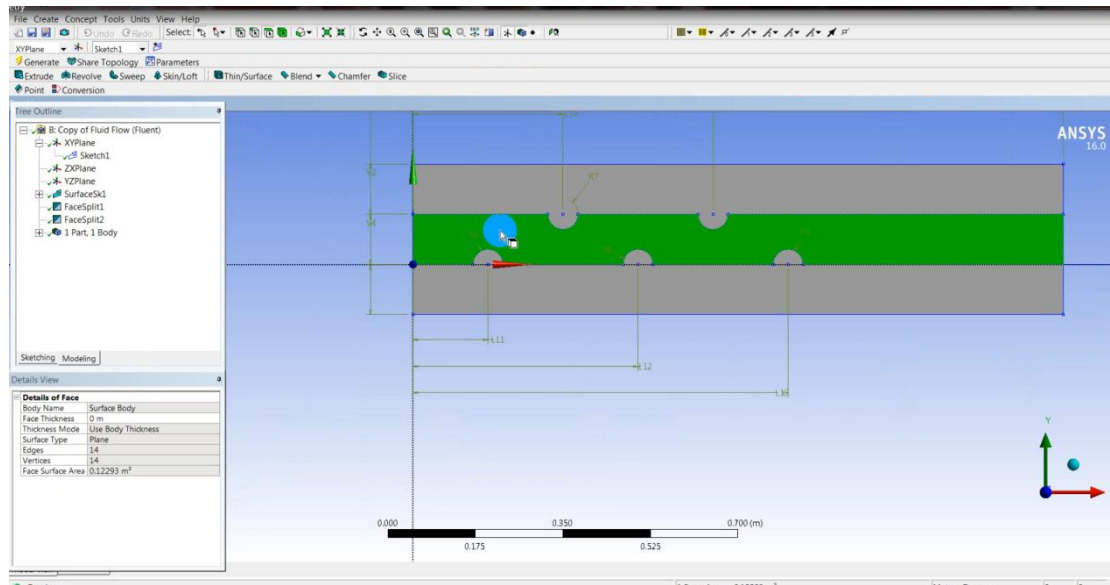 File Create Concept Tools Units View Help
Undo Redo Select:
XYPlane Sketch1
Generate Share Topology Parameters
Extrude Revolve Sweep Skin/Loft Thin/Surface Blend Chamfer Slice
Point Conversion
Tree Outline
B: Copy of Fluid Flow (Fluent)
XYPlane
Sketch1
ZXPlane
YZPlane
SurfaceSk1
FaceSplit1
FaceSplit2
1 Part, 1 Body
Sketching Modeling
Details View
Details of Face
Body Name Surface Body
Face Thickness 0 m
Thickness Mode Use Body Thickness
Surface Type Plane
Edges 14
Vertices 14
Face Surface Area 0.12293 m²
ANSYS
16.0
R7
L11
L12
Y
0.000 0.350 0.700 (m)
0.175 0.525